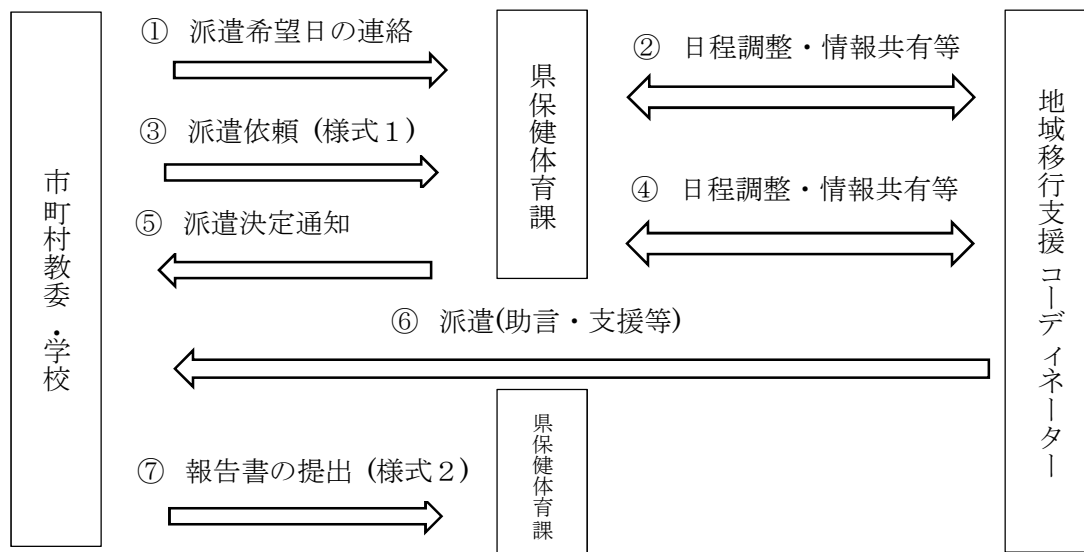 ① 派遣希望日の連絡
② 日程調整・情報共有等
③ 派遣依頼 (様式１)
④ 日程調整・情報共有等
⑤ 派遣決定通知
⑥ 派遣(助言・支援等)
⑦ 報告書の提出 (様式２)
市町村教委・学校
県保健体育課
県保健体育課
地域移行支援コーディネーター